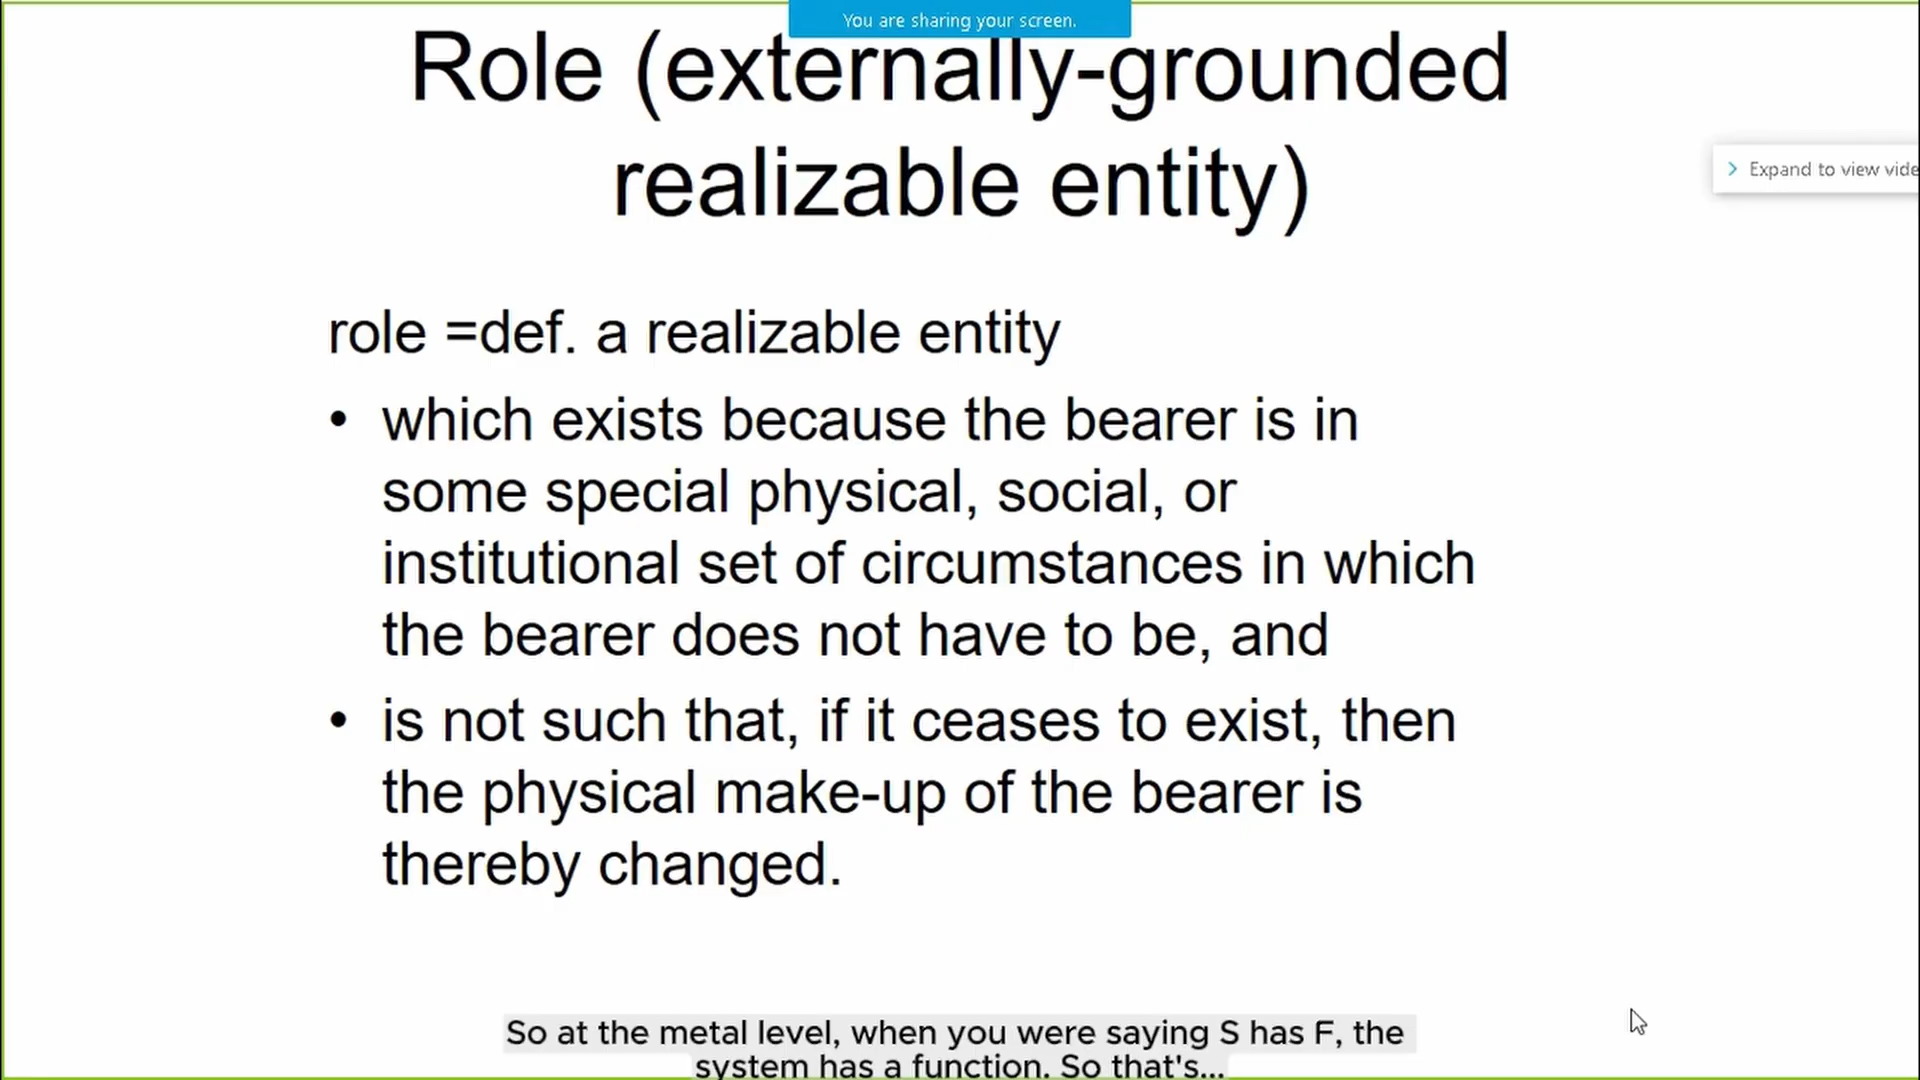 You are sharing your screen.
Role (externally-grounded
realizable entity)
Expand to view vide
role =def. a realizable entity
• which exists because the bearer is in
some special physical, social, or
institutional set of circumstances in which
the bearer does not have to be, and
• is not such that, if it ceases to exist, then
the physical make-up of the bearer is
thereby changed.
So at the metal level, when you were saying S has F, the
system has a function. So that's...